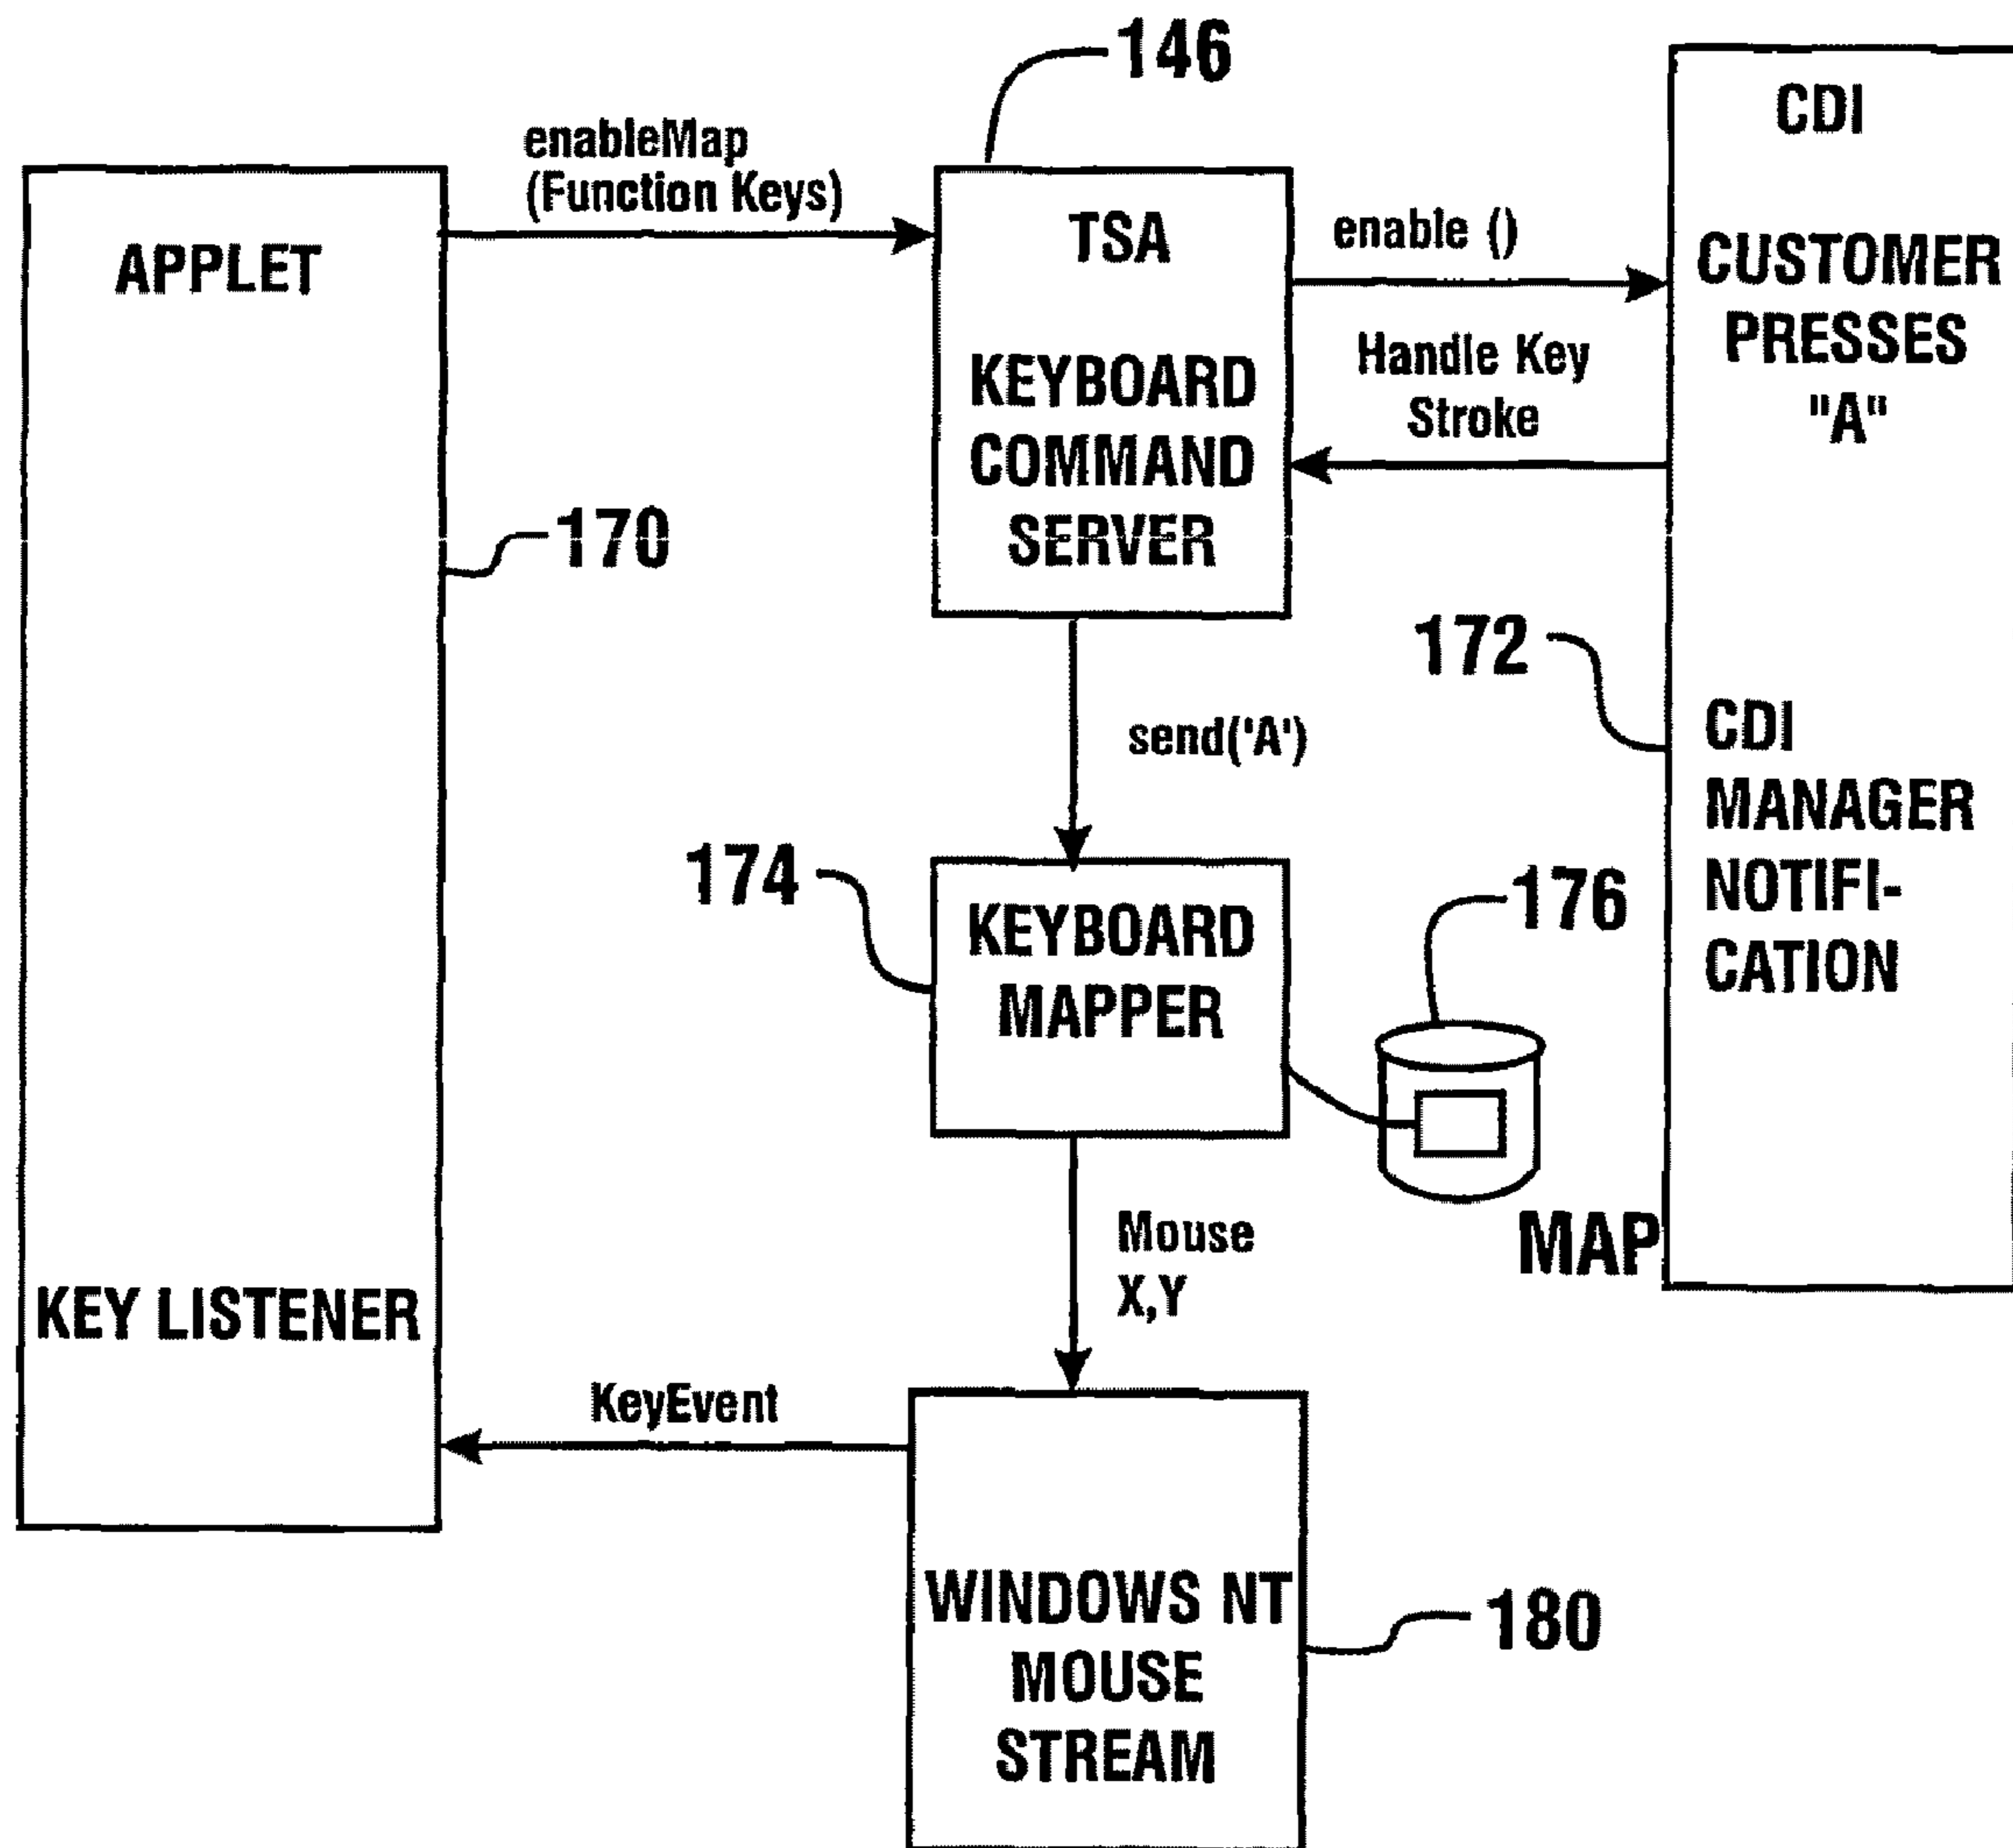 146
CDI
enableMap
(Function Keys)
APPLET
TSA
enable ()
CUSTOMER
PRESSES
"A"
KEYBOARD
COMMAND
SERVER
Handle Key
Stroke
170
172
CDI
MANAGER
NOTIFI-
CATION
send('A')
174
KEYBOARD
MAPPER
176
MAP
Mouse
X,Y
KEY LISTENER
KeyEvent
WINDOWS NT
MOUSE
STREAM
180